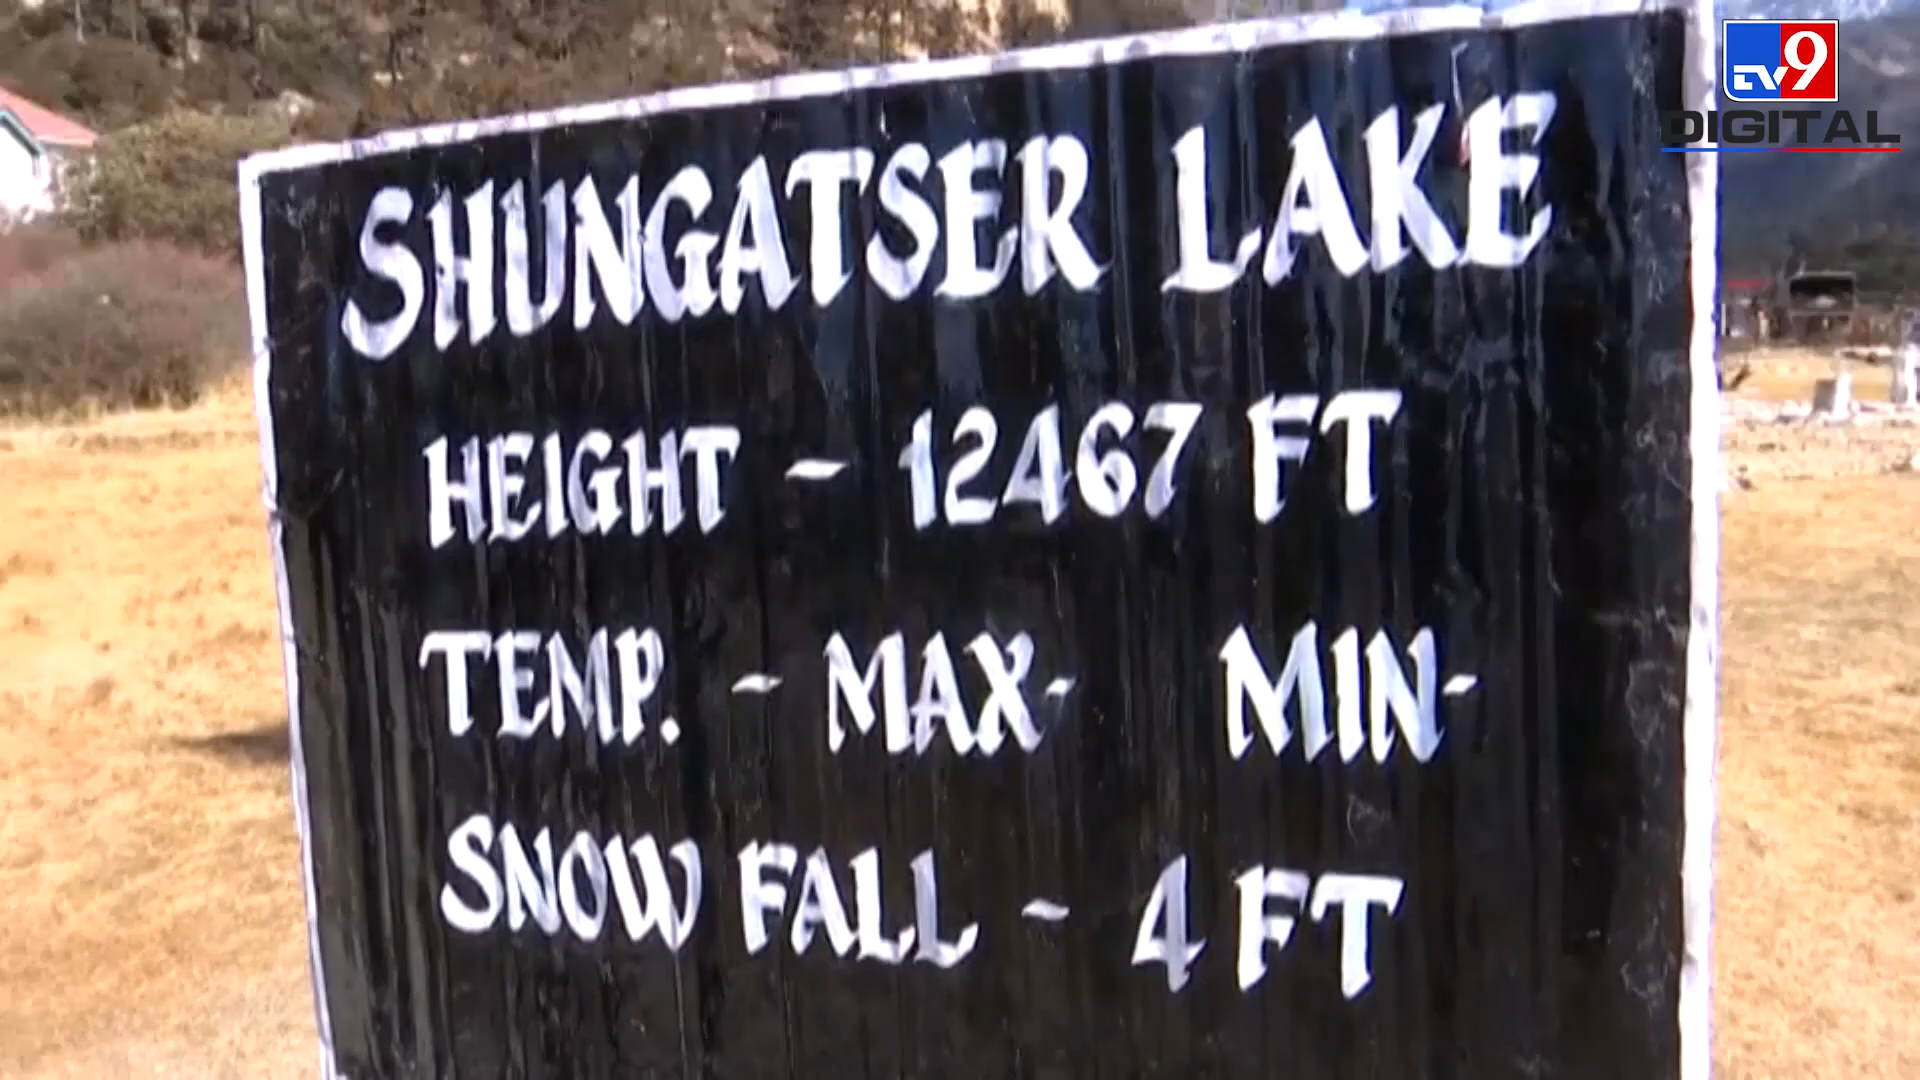 TV9
DIGITAL
SHUNGATSER LAKE
HEIGHT - 12467 FT
TEMP. - MAX- MIN-
SNOW FALL - 4 FT